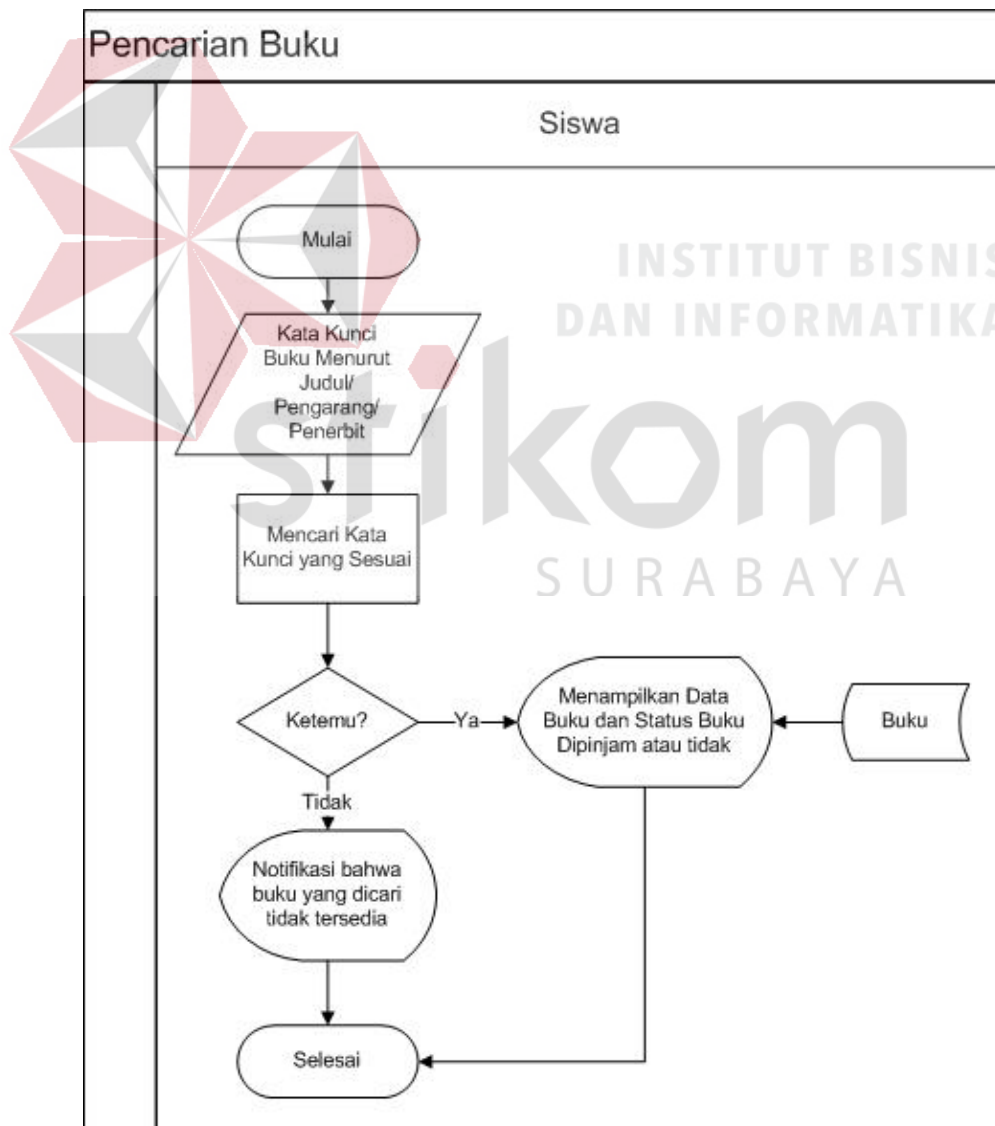 Pencarian Buku
Siswa
Mulai
INSTITUT BISNIS
DAN INFORMATIKA
Kata Kunci
Buku Menurut
Judul/
Pengarang/
Penerbit
stikom
SURABAYA
Mencari Kata
Kunci yang Sesuai
Ketemu?
Ya
Menampilkan Data
Buku dan Status Buku
Dipinjam atau tidak
Buku
Tidak
Notifikasi bahwa
buku yang dicari
tidak tersedia
Selesai